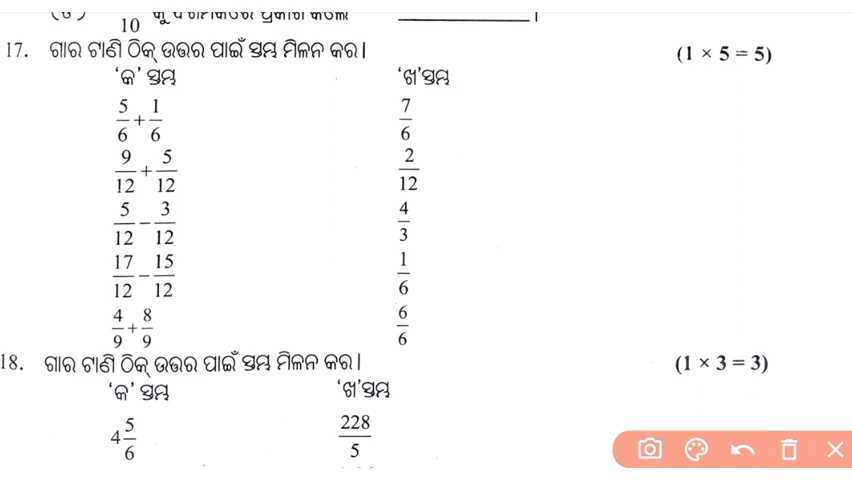 10
17. ଗାର ଟାଣି ଠିକ୍ ଉତ୍ତର ପାଇଁ ସ୍ତମ୍ଭ ମିଳନ କର। (1 × 5 = 5)
'କ' ସ୍ତମ୍ଭ 'ଖ'ସ୍ତମ୍ଭ
5/6 + 1/6 7/6
9/12 + 5/12 2/12
5/12 − 3/12 4/3
17/12 − 15/12 1/6
4/9 + 8/9 6/6
18. ଗାର ଟାଣି ଠିକ୍ ଉତ୍ତର ପାଇଁ ସ୍ତମ୍ଭ ମିଳନ କର। (1 × 3 = 3)
'କ' ସ୍ତମ୍ଭ 'ଖ'ସ୍ତମ୍ଭ
4 5/6 228/5